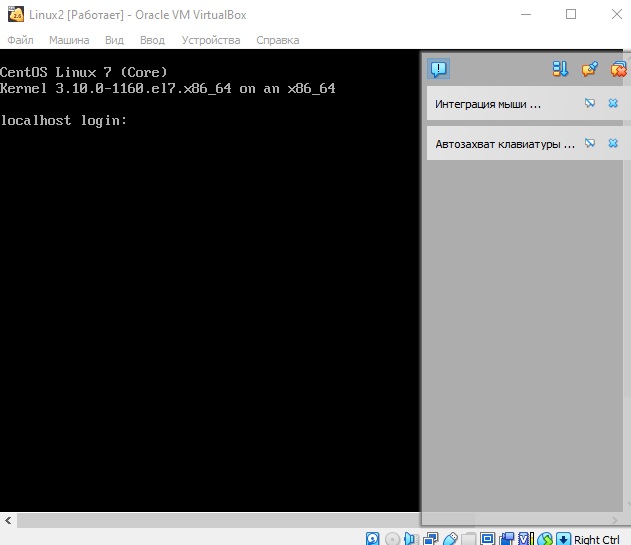 Linux2 [Работает] - Oracle VM VirtualBox
Файл Машина Вид Ввод Устройства Справка
CentOS Linux 7 (Core)
Kernel 3.10.0-1160.el7.x86_64 on an x86_64
localhost login:
Интеграция мыши ...
Автозахват клавиатуры ...
Right Ctrl